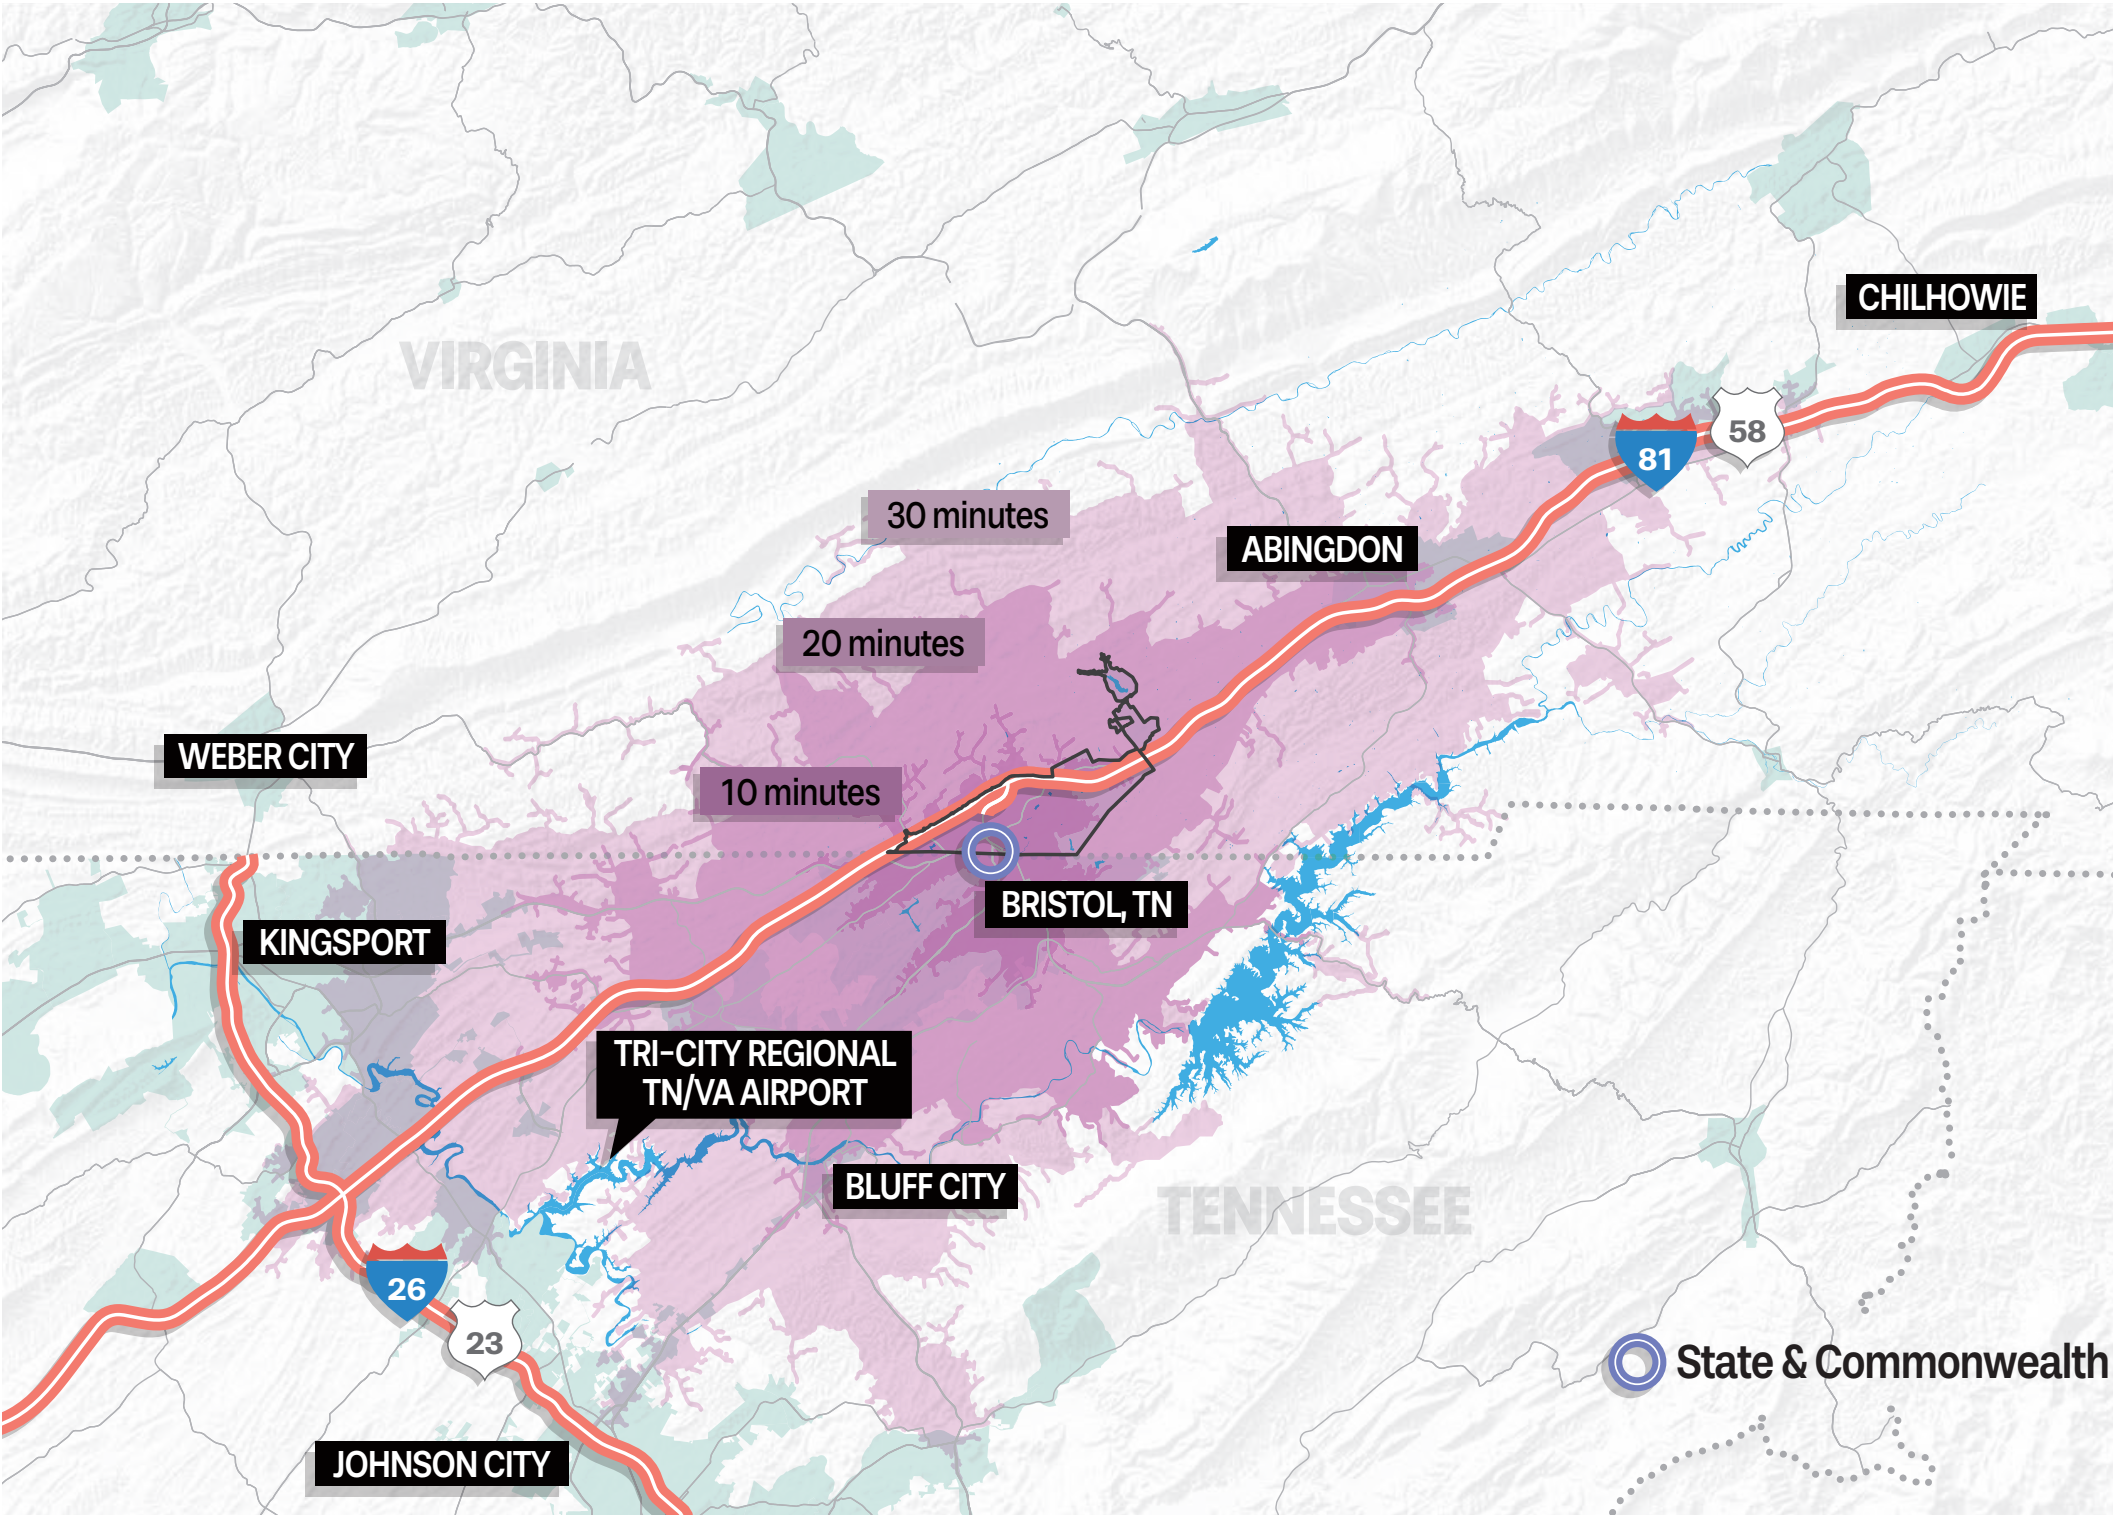 CHILHOWIE
VIRGINIA
58
81
30 minutes
ABINGDON
20 minutes
WEBER CITY
10 minutes
BRISTOL, TN
KINGSPORT
TRI-CITY REGIONAL
TN/VA AIRPORT
BLUFF CITY
TENNESSEE
26
23
State & Commonwealth
JOHNSON CITY